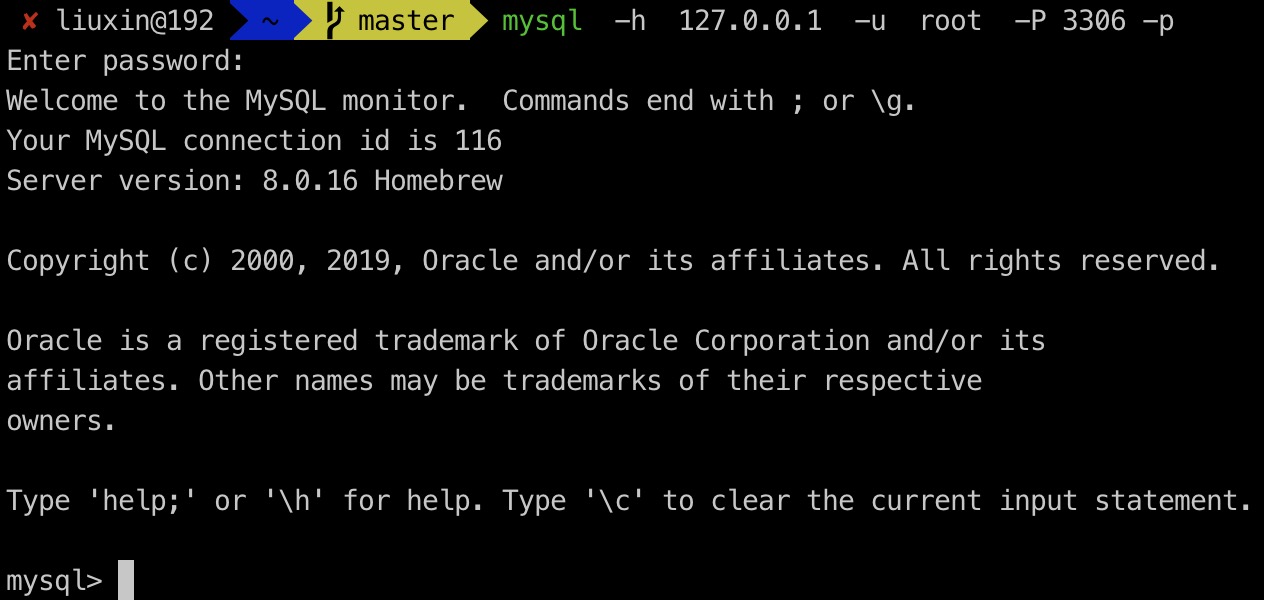 ✘ liuxin@192 ~ master mysql -h 127.0.0.1 -u root -P 3306 -p
Enter password:
Welcome to the MySQL monitor.  Commands end with ; or \g.
Your MySQL connection id is 116
Server version: 8.0.16 Homebrew
Copyright (c) 2000, 2019, Oracle and/or its affiliates. All rights reserved.
Oracle is a registered trademark of Oracle Corporation and/or its
affiliates. Other names may be trademarks of their respective
owners.
Type 'help;' or '\h' for help. Type '\c' to clear the current input statement.
mysql>